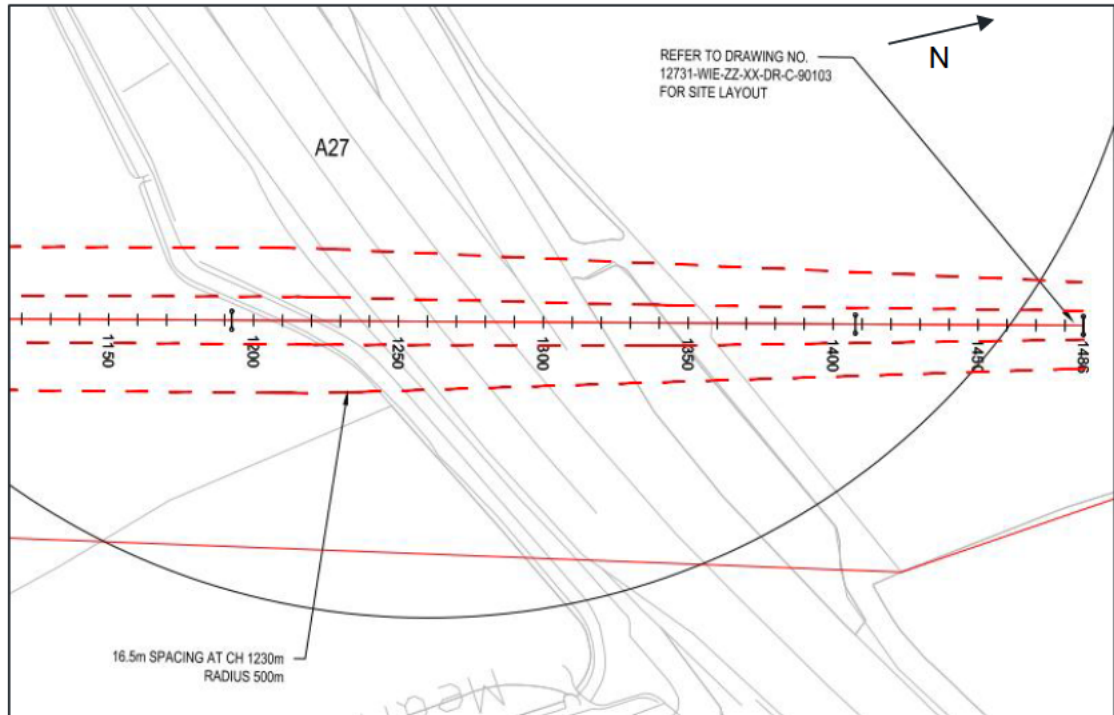 N
REFER TO DRAWING NO.
12731-WIE-ZZ-XX-DR-C-90103
FOR SITE LAYOUT
A27
1150
1200
1250
1300
1350
1400
1450
1486
16.5m SPACING AT CH 1230m
RADIUS 500m